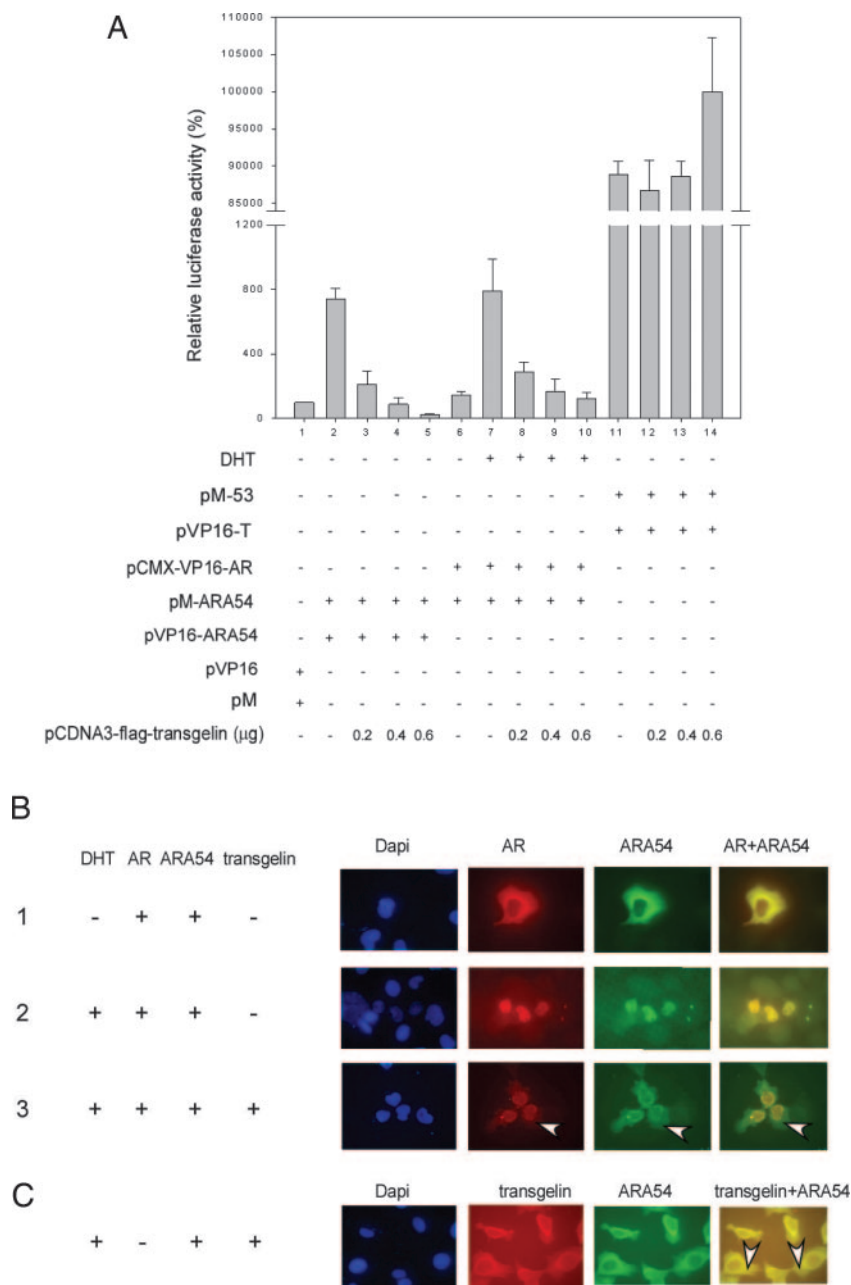 A
Relative luciferase activity (%)
110000
105000
100000
95000
90000
85000
1200
800
400
0
1 2 3 4 5 6 7 8 9 10 11 12 13 14
DHT - - - - - - + + + + - - - -
pM-53 - - - - - - - - - - + + + +
pVP16-T - - - - - - - - - - + + + +
pCMX-VP16-AR - - - - - + + + + + - - - -
pM-ARA54 - + + + + + + + + + - - - -
pVP16-ARA54 - + + + + - - - - - - - - -
pVP16 + - - - - - - - - - - - - -
pM + - - - - - - - - - - - - -
pCDNA3-flag-transgelin (μg) - - 0.2 0.4 0.6 - - 0.2 0.4 0.6 - 0.2 0.4 0.6
B
DHT AR ARA54 transgelin Dapi AR ARA54 AR+ARA54
1 - + + -
2 + + + -
3 + + + +
C
Dapi transgelin ARA54 transgelin+ARA54
+ - + +